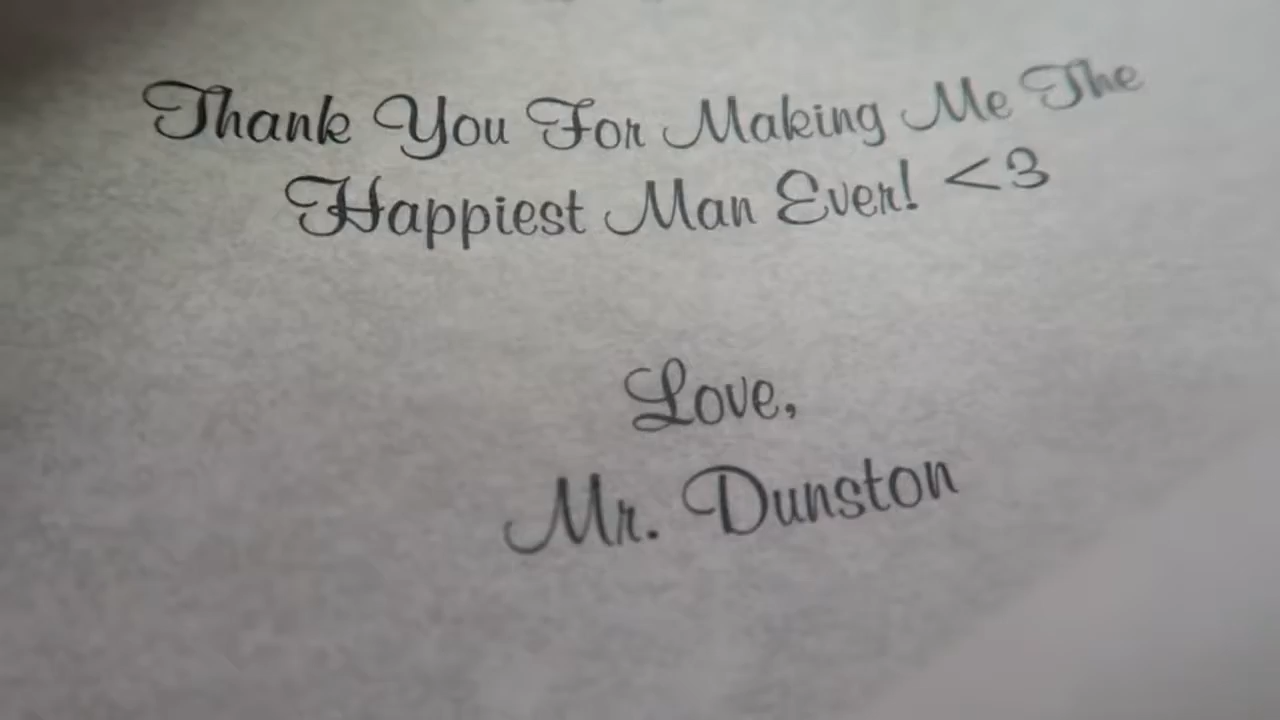 Thank You For Making Me The
Happiest Man Ever! <3
Love,
Mr. Dunston